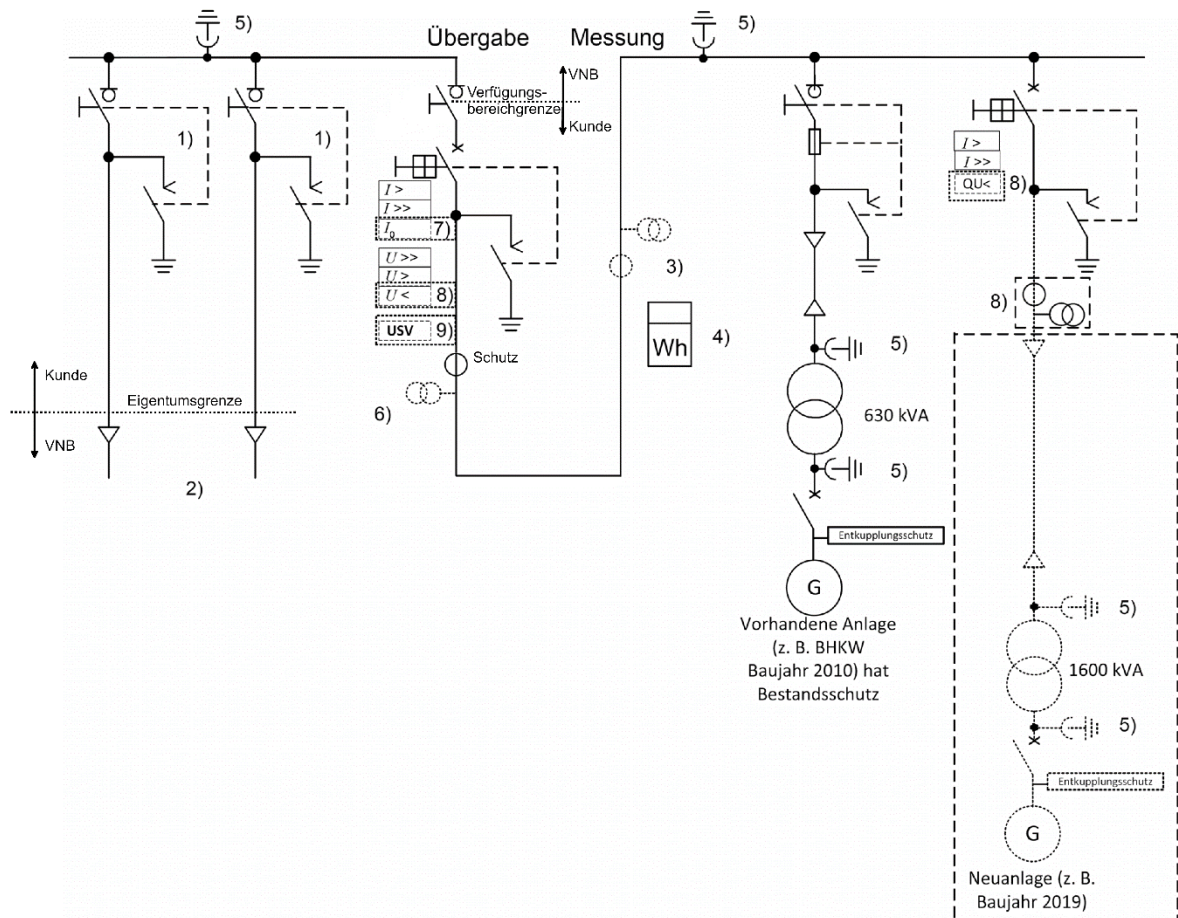 5)
Übergabe
Messung
5)
VNB
Verfügungs-
bereichgrenze
Kunde
1)
1)
I >
I >>
I₀ 7)
U >>
U >
U < 8)
USV 9)
Schutz
6)
3)
Wh
4)
I >
I >>
QU< 8)
8)
Kunde
Eigentumsgrenze
VNB
2)
5)
630 kVA
5)
Entkupplungsschutz
G
Vorhandene Anlage
(z. B. BHKW
Baujahr 2010) hat
Bestandsschutz
5)
1600 kVA
5)
Entkupplungsschutz
G
Neuanlage (z. B.
Baujahr 2019)